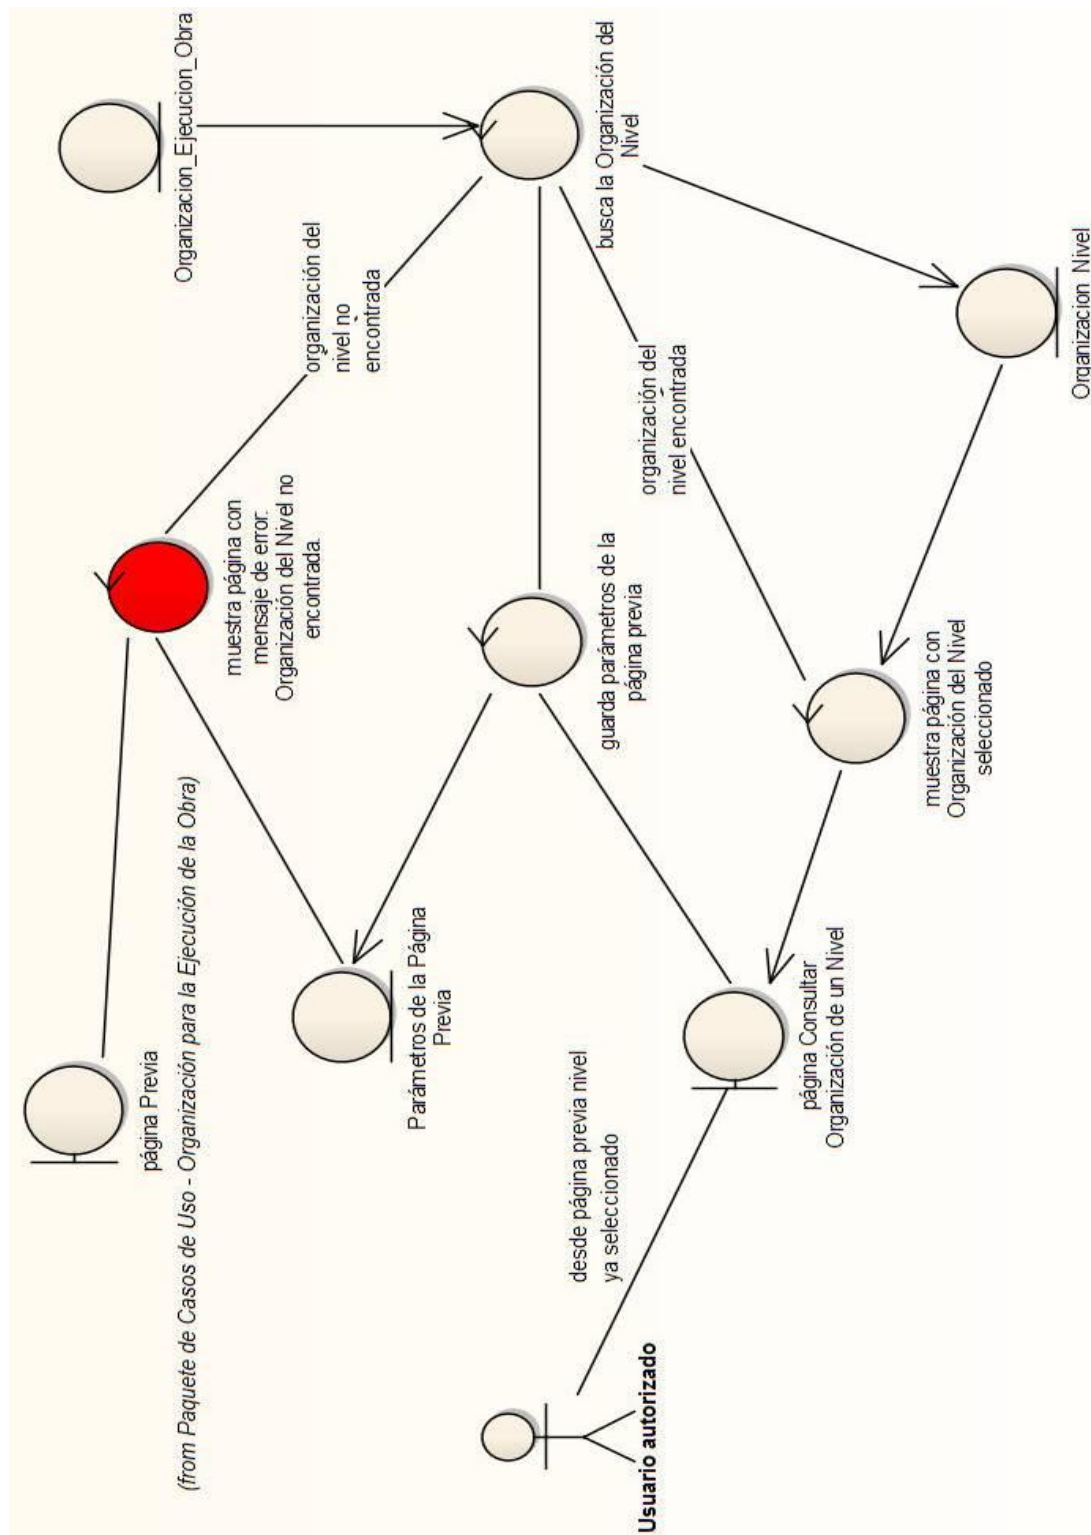 página Previa
(from Paquete de Casos de Uso - Organización para la Ejecución de la Obra)
muestra página con
mensaje de error.
Organización del Nivel no
encontrada.
organización del
nivel no
encontrada
Organizacion_Ejecucion_Obra
Parámetros de la Página
Previa
desde página previa nivel
ya seleccionado
Usuario autorizado
guarda parámetros de la
página previa
busca la Organización del
Nivel
organización del
nivel encontrada
página Consultar
Organización de un Nivel
muestra página con
Organización del Nivel
seleccionado
Organizacion_Nivel